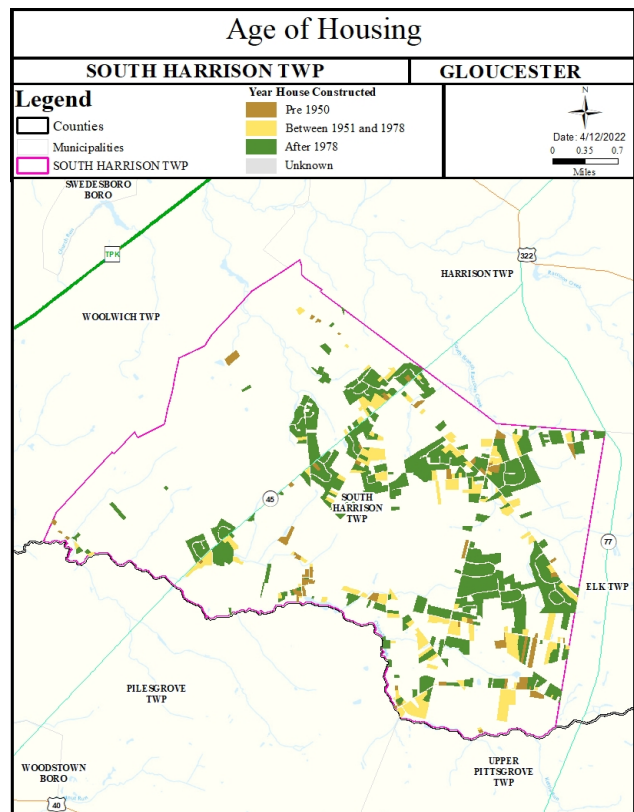 Age of Housing
SOUTH HARRISON TWP
GLOUCESTER
Legend
Counties
Municipalities
SOUTH HARRISON TWP
Year House Constructed
Pre 1950
Between 1951 and 1978
After 1978
Unknown
N
Date: 4/12/2022
0 0.35 0.7
Miles
SWEDESBORO
BORO
TPK
322
HARRISON TWP
WOOLWICH TWP
45
SOUTH
HARRISON
TWP
77
ELK TWP
PILESGROVE
TWP
UPPER
PITTSGROVE
TWP
WOODSTOWN
BORO
40